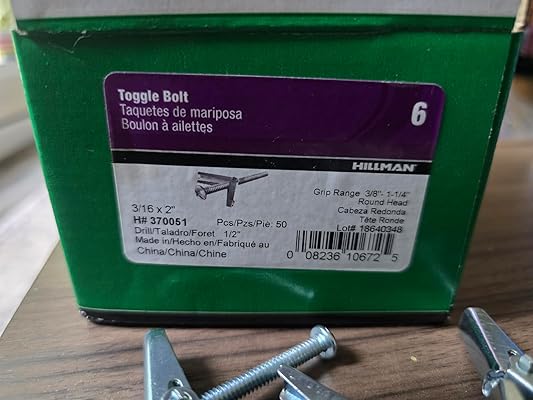 Toggle Bolt
Taquetes de mariposa
Boulon à ailettes
6
HILLMAN
3/16 x 2"
H# 370051 Pcs/Pzs/Piè: 50
Drill/Taladro/Foret 1/2"
Made in/Hecho en/Fabriqué au
China/China/Chine
Grip Range 3/8"- 1-1/4"
Round Head
Cabeza Redonda
Tête Ronde
Lot# 18640348
0 08236 10672 5